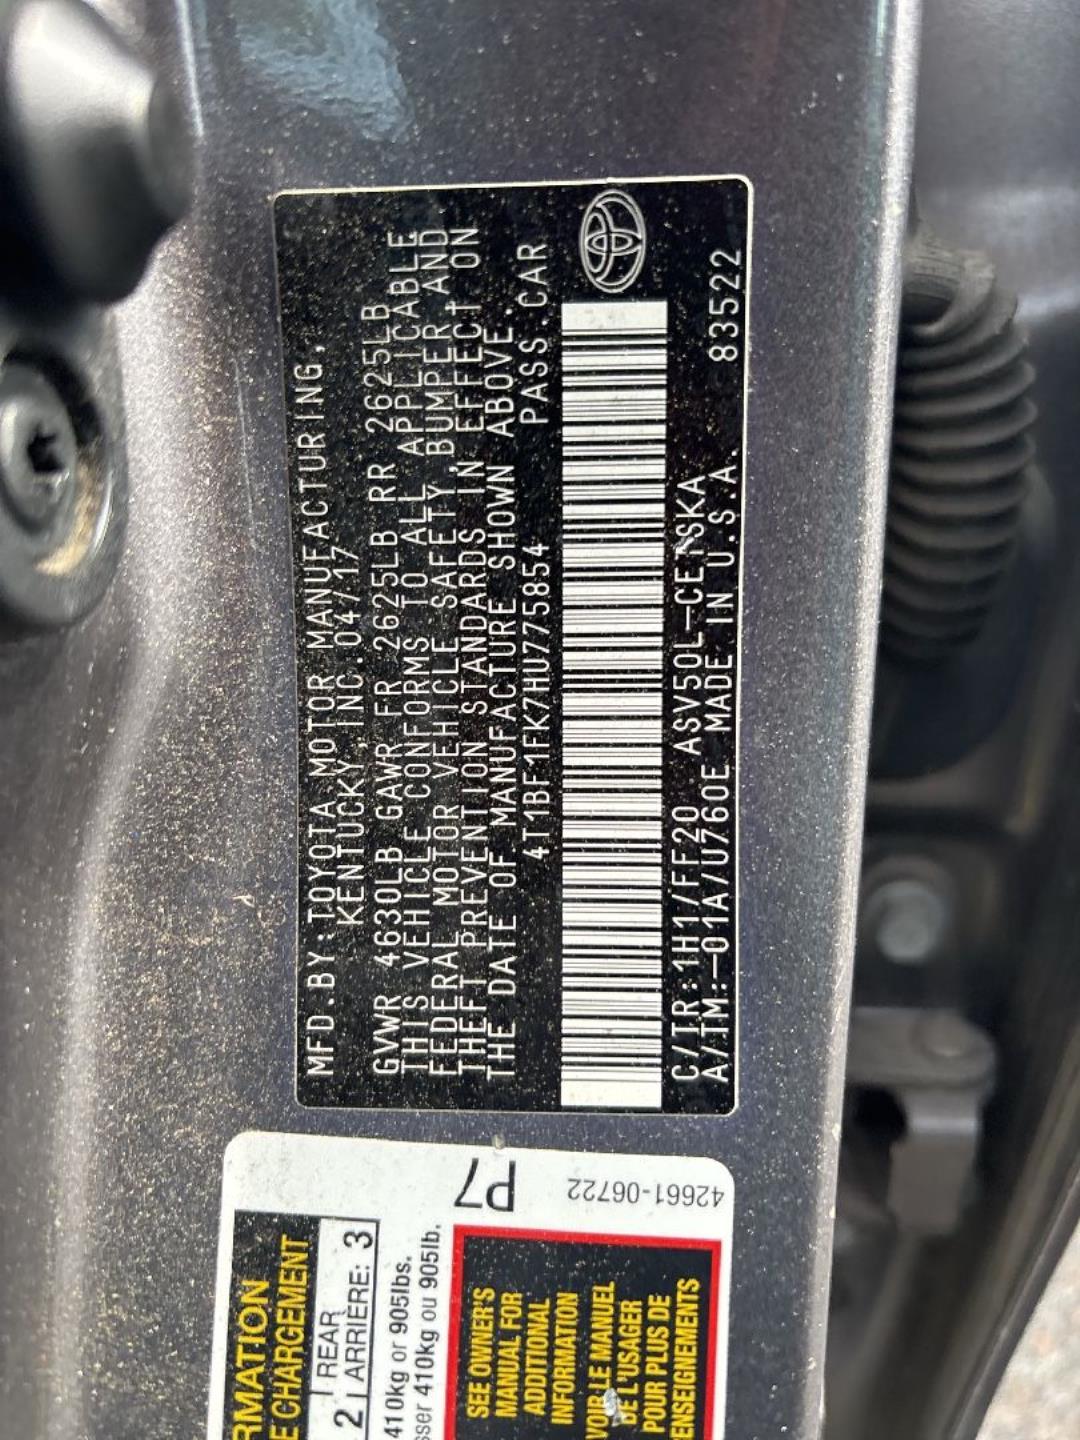 MFD.BY:TOYOTA MOTOR MANUFACTURING,
KENTUCKY, INC.04/17
GVWR 4630LB GAWR FR 2625LB RR 2625LB
THIS VEHICLE CONFORMS TO ALL APPLICABLE
FEDERAL MOTOR VEHICLE SAFETY,BUMPER AND
THEFT PREVENTION STANDARDS IN EFFECT ON
THE DATE OF MANUFACTURE SHOWN ABOVE.
4T1BF1FK7HU775854 PASS.CAR
C/TR:1H1/FF20 ASV50L-CETSKA
A/TM:-01A/U760E MADE IN U.S.A. 83522
P7
42661-06722
E CHARGEMENT
REAR
2 ARRIÈRE: 3
410kg or 905lbs.
410kg ou 905lb.
SEE OWNER'S
MANUAL FOR
ADDITIONAL
INFORMATION
VOIR LE MANUEL
DE L'USAGER
POUR PLUS DE